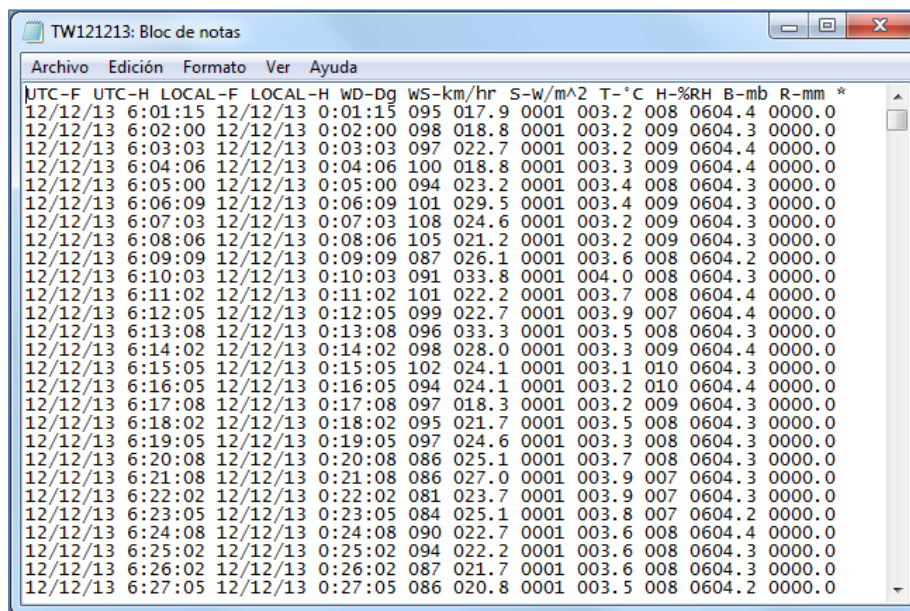 TW121213: Bloc de notas
Archivo Edición Formato Ver Ayuda
UTC-F UTC-H LOCAL-F LOCAL-H WD-Dg WS-km/hr S-W/m^2 T-°C H-%RH B-mb R-mm *
12/12/13 6:01:15 12/12/13 0:01:15 095 017.9 0001 003.2 008 0604.4 0000.0
12/12/13 6:02:00 12/12/13 0:02:00 098 018.8 0001 003.2 009 0604.3 0000.0
12/12/13 6:03:03 12/12/13 0:03:03 097 022.7 0001 003.2 009 0604.4 0000.0
12/12/13 6:04:06 12/12/13 0:04:06 100 018.8 0001 003.3 009 0604.4 0000.0
12/12/13 6:05:00 12/12/13 0:05:00 094 023.2 0001 003.4 008 0604.3 0000.0
12/12/13 6:06:09 12/12/13 0:06:09 101 029.5 0001 003.4 009 0604.3 0000.0
12/12/13 6:07:03 12/12/13 0:07:03 108 024.6 0001 003.2 009 0604.3 0000.0
12/12/13 6:08:06 12/12/13 0:08:06 105 021.2 0001 003.2 009 0604.3 0000.0
12/12/13 6:09:09 12/12/13 0:09:09 087 026.1 0001 003.6 008 0604.2 0000.0
12/12/13 6:10:03 12/12/13 0:10:03 091 033.8 0001 004.0 008 0604.3 0000.0
12/12/13 6:11:02 12/12/13 0:11:02 101 022.2 0001 003.7 008 0604.4 0000.0
12/12/13 6:12:05 12/12/13 0:12:05 099 022.7 0001 003.9 007 0604.4 0000.0
12/12/13 6:13:08 12/12/13 0:13:08 096 033.3 0001 003.5 008 0604.3 0000.0
12/12/13 6:14:02 12/12/13 0:14:02 098 028.0 0001 003.3 009 0604.4 0000.0
12/12/13 6:15:05 12/12/13 0:15:05 102 024.1 0001 003.1 010 0604.3 0000.0
12/12/13 6:16:05 12/12/13 0:16:05 094 024.1 0001 003.2 010 0604.4 0000.0
12/12/13 6:17:08 12/12/13 0:17:08 097 018.3 0001 003.2 009 0604.3 0000.0
12/12/13 6:18:02 12/12/13 0:18:02 095 021.7 0001 003.5 008 0604.3 0000.0
12/12/13 6:19:05 12/12/13 0:19:05 097 024.6 0001 003.3 008 0604.3 0000.0
12/12/13 6:20:08 12/12/13 0:20:08 086 025.1 0001 003.7 008 0604.3 0000.0
12/12/13 6:21:08 12/12/13 0:21:08 086 027.0 0001 003.9 007 0604.3 0000.0
12/12/13 6:22:02 12/12/13 0:22:02 081 023.7 0001 003.9 007 0604.3 0000.0
12/12/13 6:23:05 12/12/13 0:23:05 084 025.1 0001 003.8 007 0604.2 0000.0
12/12/13 6:24:08 12/12/13 0:24:08 090 022.7 0001 003.6 008 0604.3 0000.0
12/12/13 6:25:02 12/12/13 0:25:02 094 022.2 0001 003.6 008 0604.3 0000.0
12/12/13 6:26:02 12/12/13 0:26:02 087 021.7 0001 003.6 008 0604.3 0000.0
12/12/13 6:27:05 12/12/13 0:27:05 086 020.8 0001 003.5 008 0604.2 0000.0